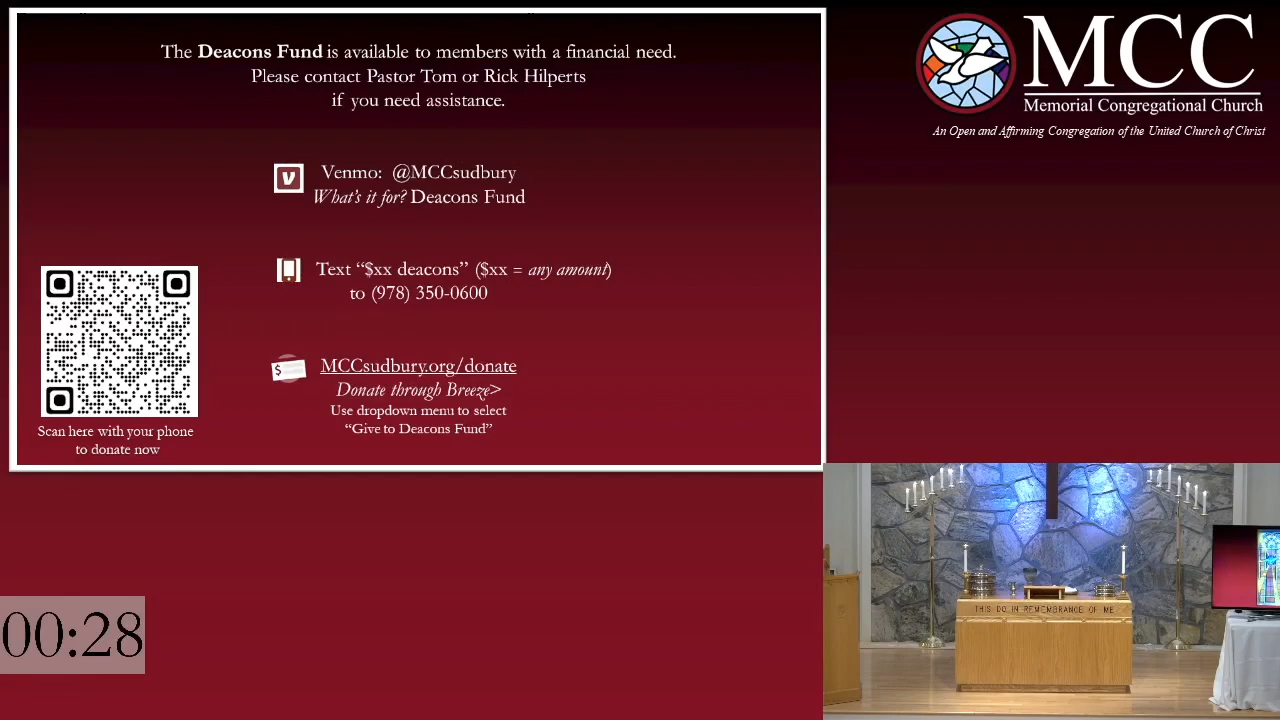 The Deacons Fund is available to members with a financial need.
Please contact Pastor Tom or Rick Hilperts
if you need assistance.
Venmo: @MCCsudbury
What's it for? Deacons Fund
Text “$xx deacons” ($xx = any amount)
to (978) 350-0600
$
MCCsudbury.org/donate
Donate through Breeze>
Use dropdown menu to select
“Give to Deacons Fund”
Scan here with your phone
to donate now
MCC
Memorial Congregational Church
An Open and Affirming Congregation of the United Church of Christ
00:28
THIS DO IN REMEMBRANCE OF ME